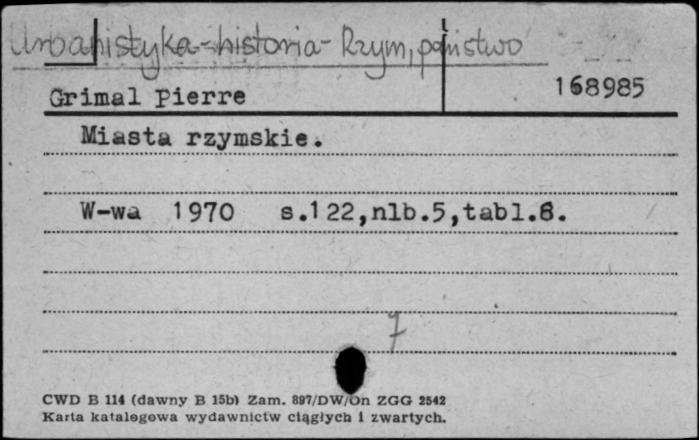 Urbanistyka - historia - Rzym, państwo
Grimal Pierre 168985
Miasta rzymskie.
W-wa 1970 s.122,nlb.5,tabl.8.
7
CWD B 114 (dawny B 15b) Zam. 897/DW/On ZGG 2542
Karta katalogowa wydawnictw ciągłych i zwartych.